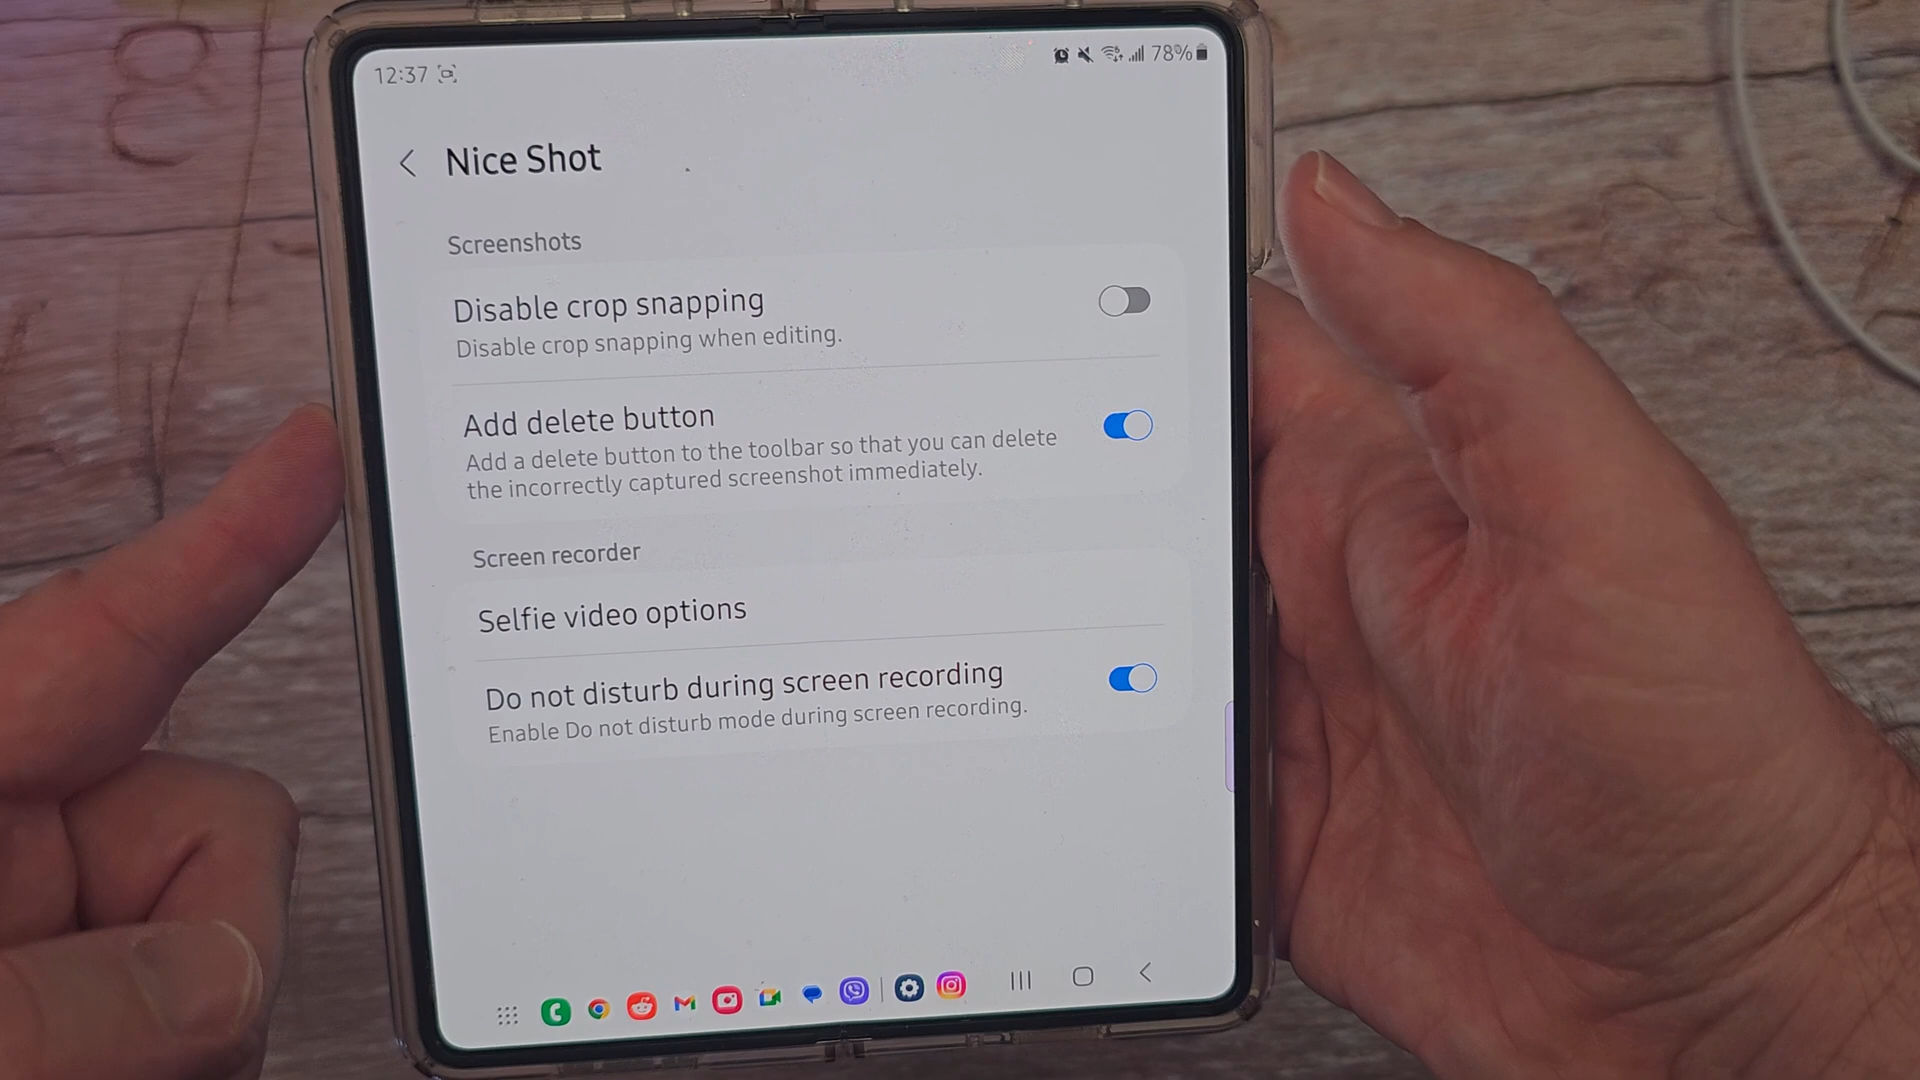 12:37 78%
Nice Shot
Screenshots
Disable crop snapping
Disable crop snapping when editing.
Add delete button
Add a delete button to the toolbar so that you can delete
the incorrectly captured screenshot immediately.
Screen recorder
Selfie video options
Do not disturb during screen recording
Enable Do not disturb mode during screen recording.